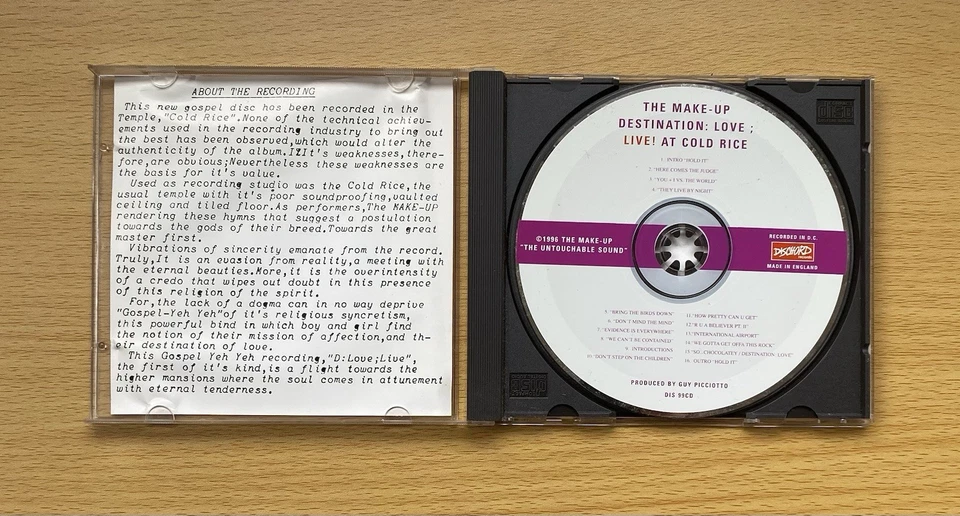 ABOUT THE RECORDING
This new gospel disc has been recorded in the
Temple,"Cold Rice".None of the technical achiev-
ements used in the recording industry to bring out
the best has been observed,which would alter the
authenticity of the album.IZIt's weaknesses,there-
fore,are obvious;Nevertheless these weaknesses are
the basis for it's value.
Used as recording studio was the Cold Rice,the
usual temple with it's poor soundproofing,vaulted
ceiling and tiled floor.As performers,The MAKE-UP
rendering these hymns that suggest a postulation
towards the gods of their breed.Towards the great
master first.
Vibrations of sincerity emanate from the record.
Truly,It is an evasion from reality,a meeting with
the eternal beauties.More,it is the overintensity
of a credo that wipes out doubt in this presence
of this religion of the spirit.
For,the lack of a dogma can in no way deprive
"Gospel-Yeh Yeh"of it's religious syncretism,
this powerful bind in which boy and girl find
the notion of their mission of affection,and th-
eir destination of love.
This Gospel Yeh Yeh recording,"D:Love;Live",
the first of it's kind,is a flight towards the
higher mansions where the soul comes in attunement
with eternal tenderness.
THE MAKE-UP
DESTINATION: LOVE ;
LIVE! AT COLD RICE
1. INTRO "HOLD IT"
2. "HERE COMES THE JUDGE"
3. "YOU + I VS. THE WORLD"
4. "THEY LIVE BY NIGHT"
©1996 THE MAKE-UP
"THE UNTOUCHABLE SOUND"
RECORDED IN D.C.
DISCHORD
MADE IN ENGLAND
5. "BRING THE BIRDS DOWN"
6. "DON'T MIND THE MIND"
7. "EVIDENCE IS EVERYWHERE"
8. "WE CAN'T BE CONTAINED"
9. INTRODUCTIONS
10. "DON'T STEP ON THE CHILDREN"
11. "HOW PRETTY CAN U GET"
12. "R U A BELIEVER PT. II"
13. "INTERNATIONAL AIRPORT"
14. "WE GOTTA GET OFF THIS ROCK"
15. "MZ. CHOCOLATEY / DESTINATION: LOVE"
16. OUTRO "HOLD IT"
PRODUCED BY GUY PICCIOTTO
DIS 99CD